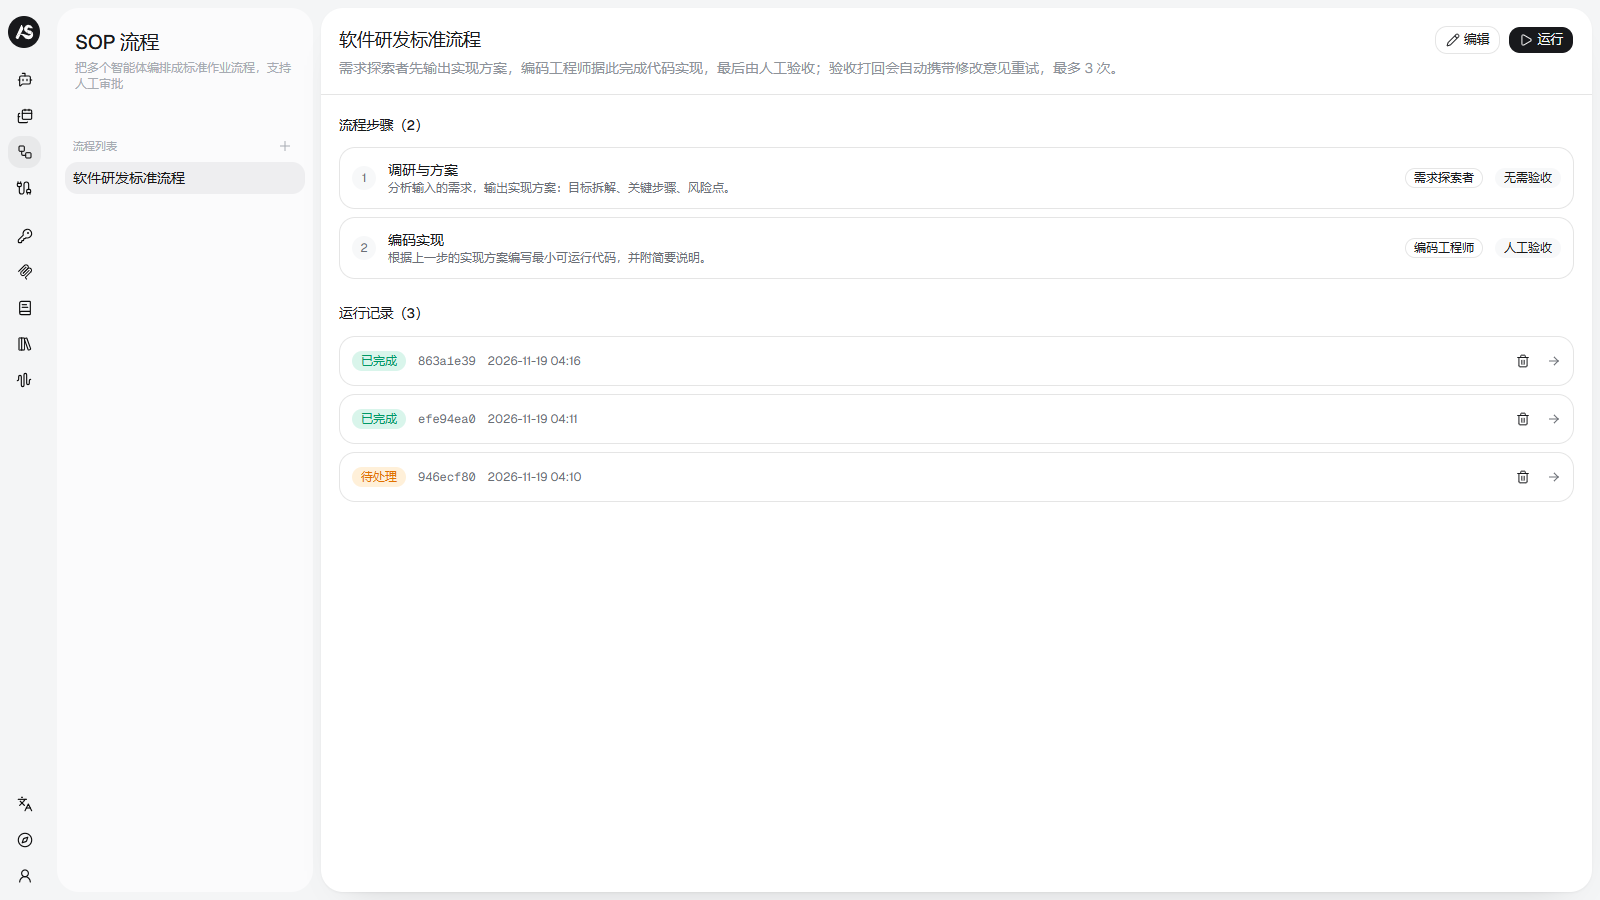 SOP 流程
把多个智能体编排成标准作业流程，支持
人工审批
流程列表
软件研发标准流程
软件研发标准流程
需求探索者先输出实现方案，编码工程师据此完成代码实现，最后由人工验收；验收打回会自动携带修改意见重试，最多 3 次。
编辑
运行
流程步骤（2）
1
调研与方案
分析输入的需求，输出实现方案：目标拆解、关键步骤、风险点。
需求探索者
无需验收
2
编码实现
根据上一步的实现方案编写最小可运行代码，并附简要说明。
编码工程师
人工验收
运行记录（3）
已完成 863a1e39 2026-11-19 04:16
已完成 efe94ea0 2026-11-19 04:11
待处理 946ecf80 2026-11-19 04:10